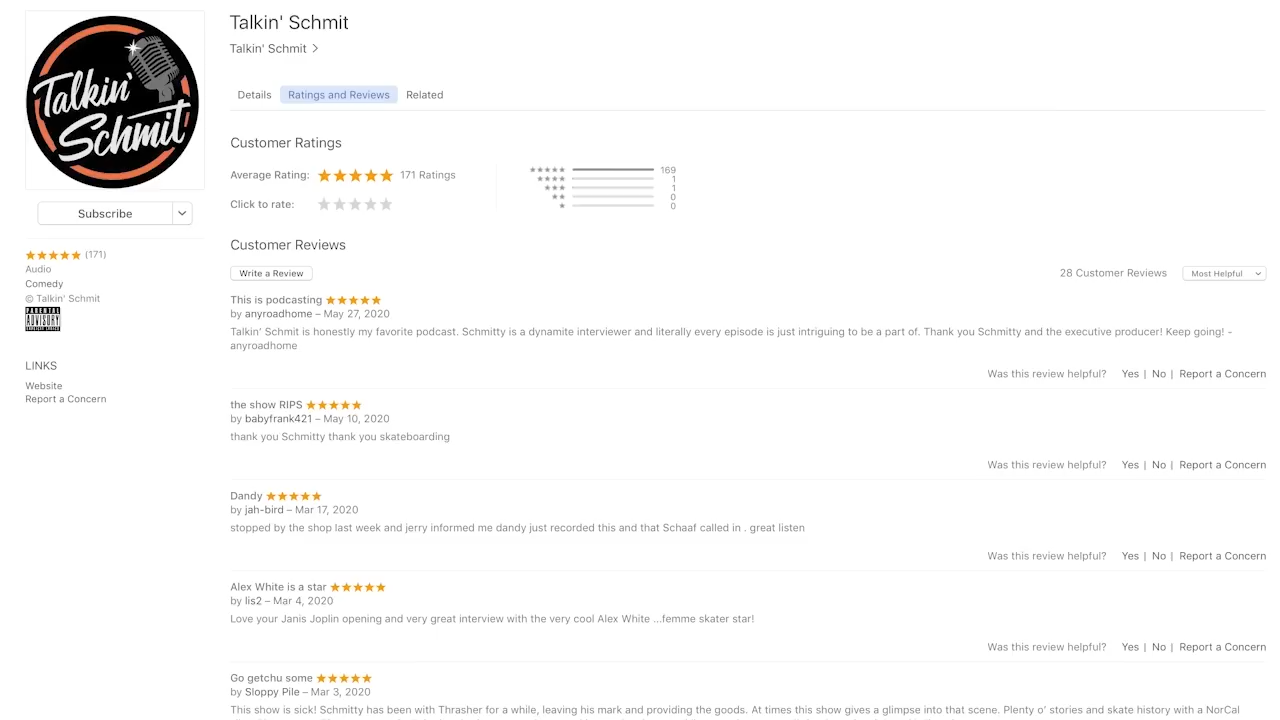 Talkin' Schmit
Talkin' Schmit
Talkin'
Schmit
Details
Ratings and Reviews
Related
Customer Ratings
Average Rating:
171 Ratings
169
1
1
0
0
Click to rate:
Subscribe
(171)
Audio
Comedy
© Talkin' Schmit
PARENTAL
ADVISORY
EXPLICIT LYRICS
LINKS
Website
Report a Concern
Customer Reviews
Write a Review
28 Customer Reviews
Most Helpful
This is podcasting
by anyroadhome – May 27, 2020
Talkin' Schmit is honestly my favorite podcast. Schmitty is a dynamite interviewer and literally every episode is just intriguing to be a part of. Thank you Schmitty and the executive producer! Keep going! -
anyroadhome
Was this review helpful? Yes | No | Report a Concern
the show RIPS
by babyfrank421 – May 10, 2020
thank you Schmitty thank you skateboarding
Was this review helpful? Yes | No | Report a Concern
Dandy
by jah-bird – Mar 17, 2020
stopped by the shop last week and jerry informed me dandy just recorded this and that Schaaf called in . great listen
Was this review helpful? Yes | No | Report a Concern
Alex White is a star
by lis2 – Mar 4, 2020
Love your Janis Joplin opening and very great interview with the very cool Alex White ...femme skater star!
Was this review helpful? Yes | No | Report a Concern
Go getchu some
by Sloppy Pile – Mar 3, 2020
This show is sick! Schmitty has been with Thrasher for a while, leaving his mark and providing the goods. At times this show gives a glimpse into that scene. Plenty o' stories and skate history with a NorCal